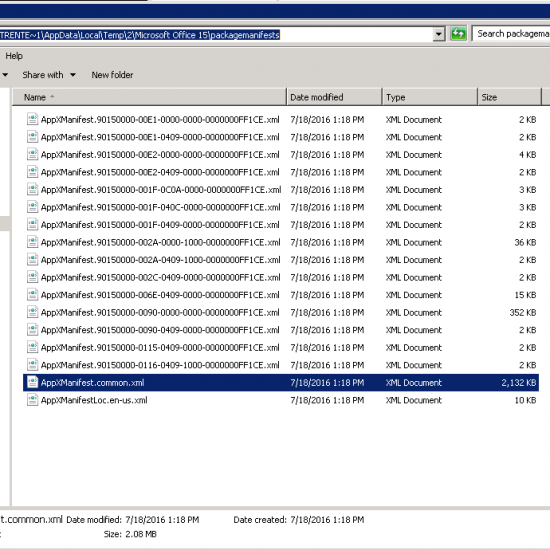 TRENTE~1\AppData\Local\Temp\2\Microsoft Office 15\packagemanifests Search packagema
Help
Share with New folder
Name Date modified Type Size
AppXManifest.90150000-00E1-0000-0000-0000000FF1CE.xml 7/18/2016 1:18 PM XML Document 2 KB
AppXManifest.90150000-00E1-0409-0000-0000000FF1CE.xml 7/18/2016 1:18 PM XML Document 2 KB
AppXManifest.90150000-00E2-0000-0000-0000000FF1CE.xml 7/18/2016 1:18 PM XML Document 4 KB
AppXManifest.90150000-00E2-0409-0000-0000000FF1CE.xml 7/18/2016 1:18 PM XML Document 2 KB
AppXManifest.90150000-001F-0C0A-0000-0000000FF1CE.xml 7/18/2016 1:18 PM XML Document 3 KB
AppXManifest.90150000-001F-040C-0000-0000000FF1CE.xml 7/18/2016 1:18 PM XML Document 3 KB
AppXManifest.90150000-001F-0409-0000-0000000FF1CE.xml 7/18/2016 1:18 PM XML Document 2 KB
AppXManifest.90150000-002A-0000-1000-0000000FF1CE.xml 7/18/2016 1:18 PM XML Document 36 KB
AppXManifest.90150000-002A-0409-1000-0000000FF1CE.xml 7/18/2016 1:18 PM XML Document 2 KB
AppXManifest.90150000-002C-0409-0000-0000000FF1CE.xml 7/18/2016 1:18 PM XML Document 2 KB
AppXManifest.90150000-006E-0409-0000-0000000FF1CE.xml 7/18/2016 1:18 PM XML Document 15 KB
AppXManifest.90150000-0090-0000-0000-0000000FF1CE.xml 7/18/2016 1:18 PM XML Document 352 KB
AppXManifest.90150000-0090-0409-0000-0000000FF1CE.xml 7/18/2016 1:18 PM XML Document 2 KB
AppXManifest.90150000-0115-0409-0000-0000000FF1CE.xml 7/18/2016 1:18 PM XML Document 2 KB
AppXManifest.90150000-0116-0409-1000-0000000FF1CE.xml 7/18/2016 1:18 PM XML Document 2 KB
AppXManifest.common.xml 7/18/2016 1:18 PM XML Document 2,132 KB
AppXManifestLoc.en-us.xml 7/18/2016 1:18 PM XML Document 10 KB
t.common.xml Date modified: 7/18/2016 1:18 PM Date created: 7/18/2016 1:18 PM
Size: 2.08 MB